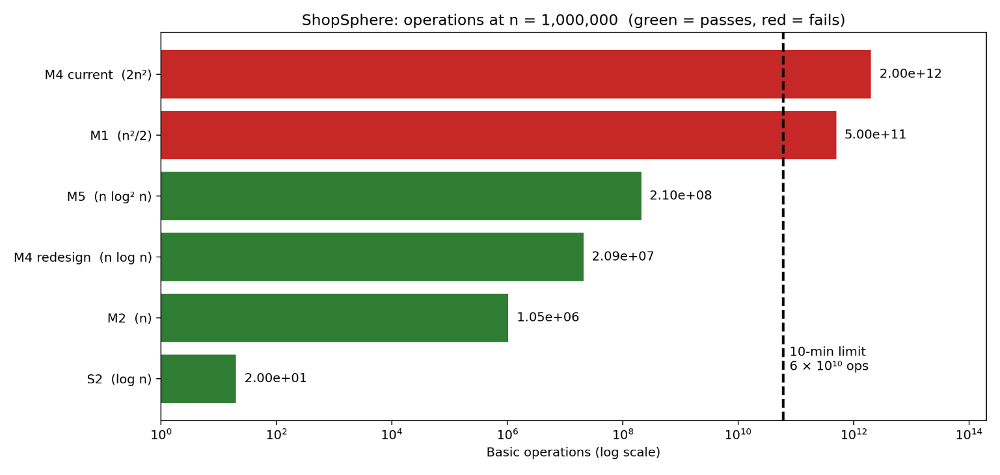 ShopSphere: operations at n = 1,000,000  (green = passes, red = fails)
M4 current  (2n²)
2.00e+12
M1  (n²/2)
5.00e+11
M5  (n log² n)
2.10e+08
M4 redesign  (n log n)
2.09e+07
M2  (n)
1.05e+06
10-min limit
6 × 10¹⁰ ops
S2  (log n)
2.00e+01
10⁰ 10² 10⁴ 10⁶ 10⁸ 10¹⁰ 10¹² 10¹⁴
Basic operations (log scale)